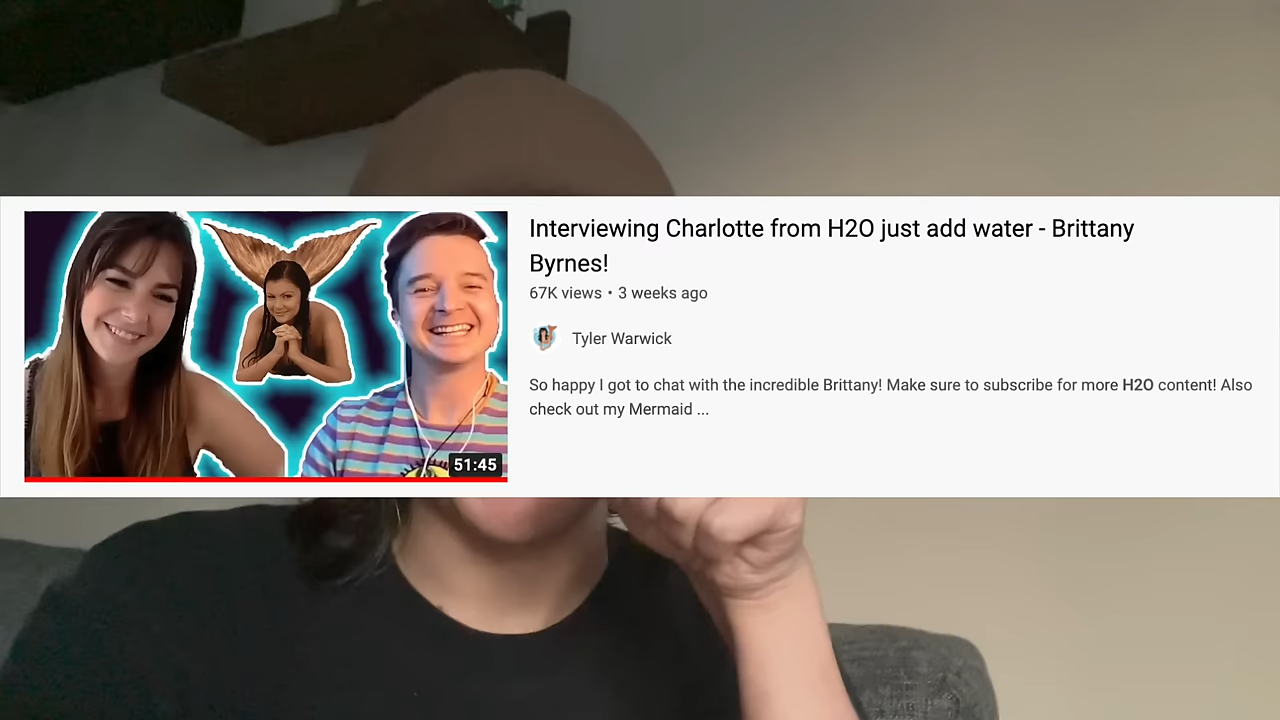 Interviewing Charlotte from H2O just add water - Brittany
Byrnes!
67K views • 3 weeks ago
Tyler Warwick
So happy I got to chat with the incredible Brittany! Make sure to subscribe for more H2O content! Also
check out my Mermaid ...
51:45